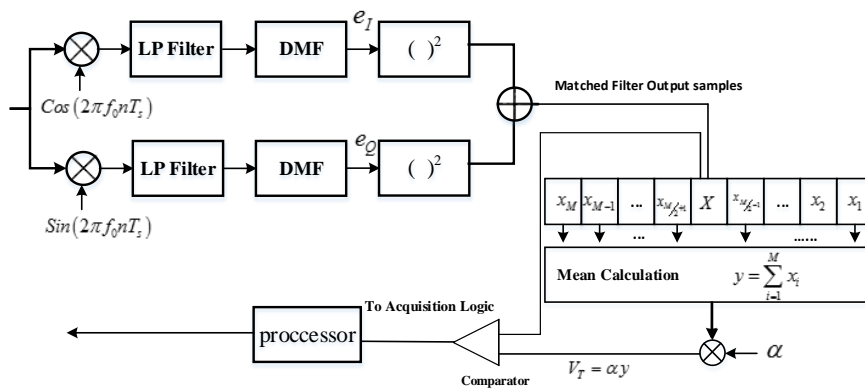 e_I
LP Filter
DMF
( )^2
Matched Filter Output samples
Cos(2πf_0nT_s)
e_Q
LP Filter
DMF
( )^2
x_M x_{M-1} ... x_{M/2+1} X x_{M/2-1} ... x_2 x_1
Sin(2πf_0nT_s)
... ......
Mean Calculation y = \sum_{i=1}^{M} x_i
To Acquisition Logic
proccessor
α
V_T = αy
Comparator